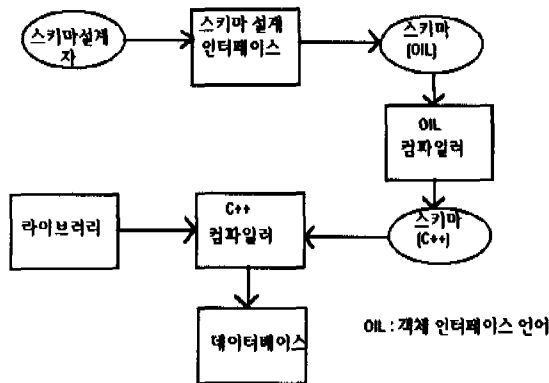 스키마설계
자
스키마 설계
인터페이스
스키마
(OIL)
OIL
컴파일러
라이브러리
C++
컴파일러
스키마
(C++)
데이터베이스
OIL : 객체 인터페이스 언어